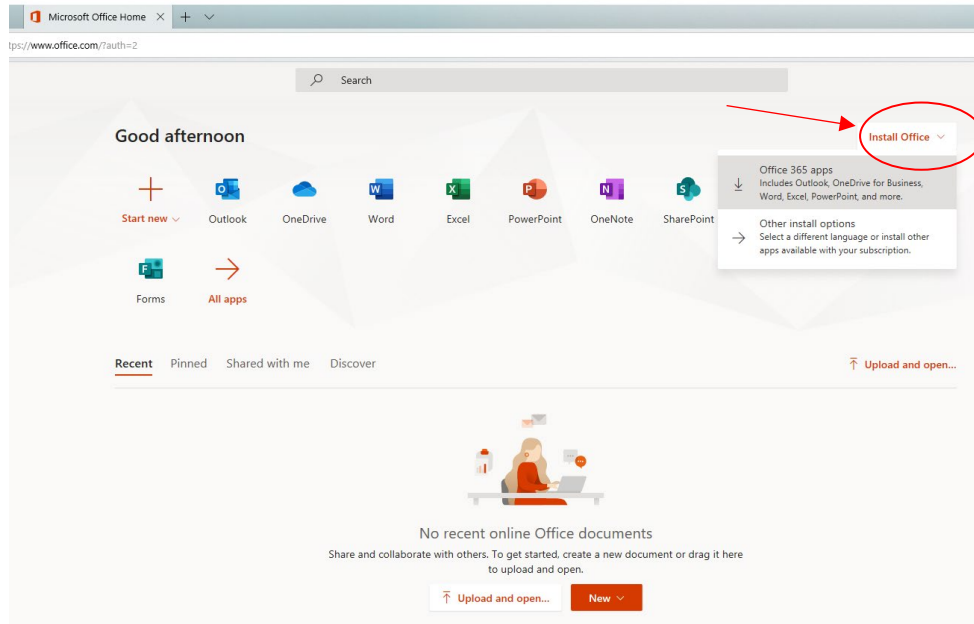 Microsoft Office Home
tps://www.office.com/?auth=2
Search
Good afternoon
Install Office
Office 365 apps
Includes Outlook, OneDrive for Business,
Word, Excel, PowerPoint, and more.
Other install options
Select a different language or install other
apps available with your subscription.
Start new
Outlook
OneDrive
Word
Excel
PowerPoint
OneNote
SharePoint
Forms
All apps
Recent
Pinned
Shared with me
Discover
Upload and open...
No recent online Office documents
Share and collaborate with others. To get started, create a new document or drag it here
to upload and open.
Upload and open...
New